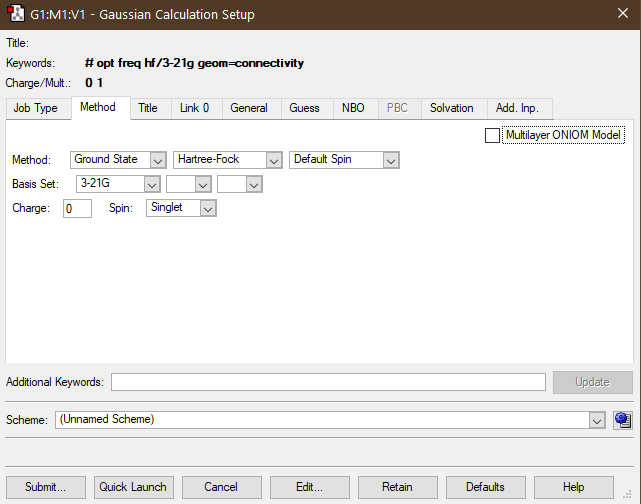 G1:M1:V1 - Gaussian Calculation Setup
Title:
Keywords: # opt freq hf/3-21g geom=connectivity
Charge/Mult.: 0 1
Job Type Method Title Link 0 General Guess NBO PBC Solvation Add. Inp.
Multilayer ONIOM Model
Method: Ground State Hartree-Fock Default Spin
Basis Set: 3-21G
Charge: 0 Spin: Singlet
Additional Keywords: Update
Scheme: (Unnamed Scheme)
Submit... Quick Launch Cancel Edit... Retain Defaults Help